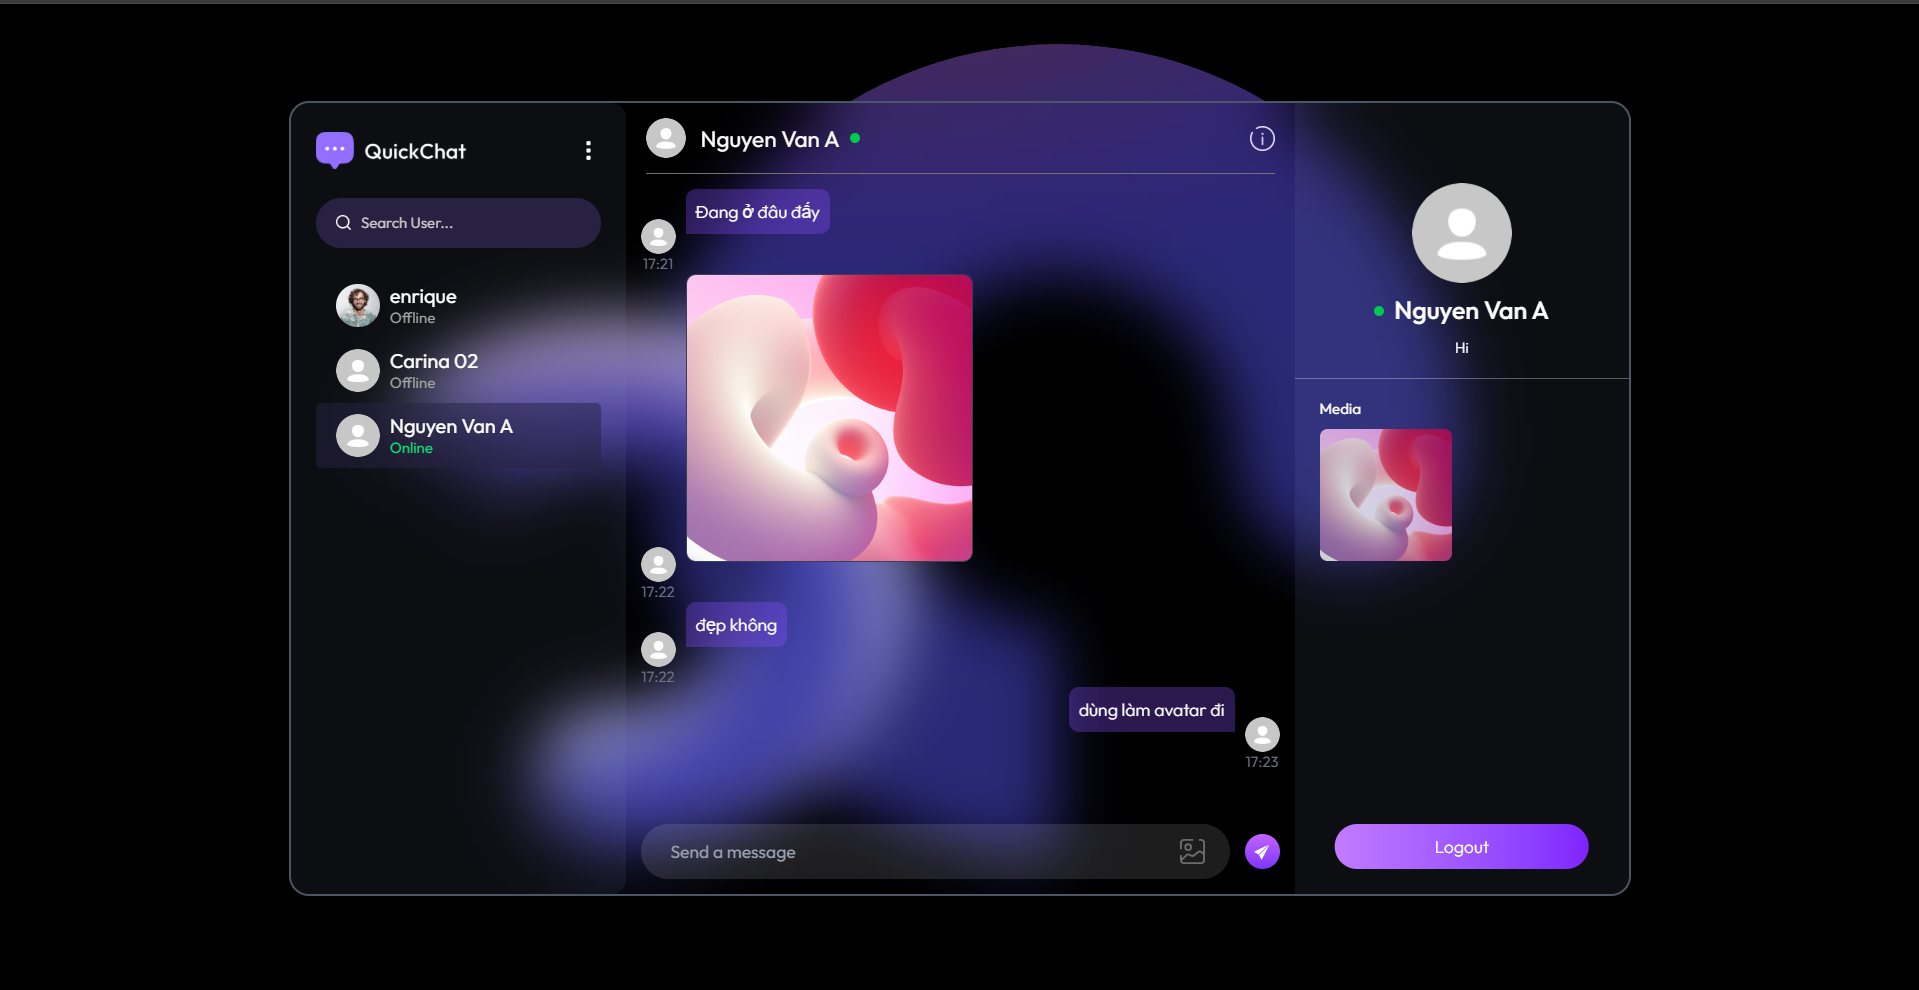 QuickChat
Search User...
enrique
Offline
Carina 02
Offline
Nguyen Van A
Online
Nguyen Van A
Đang ở đâu đấy
17:21
17:22
đẹp không
17:22
dùng làm avatar đi
17:23
Send a message
Nguyen Van A
Hi
Media
Logout